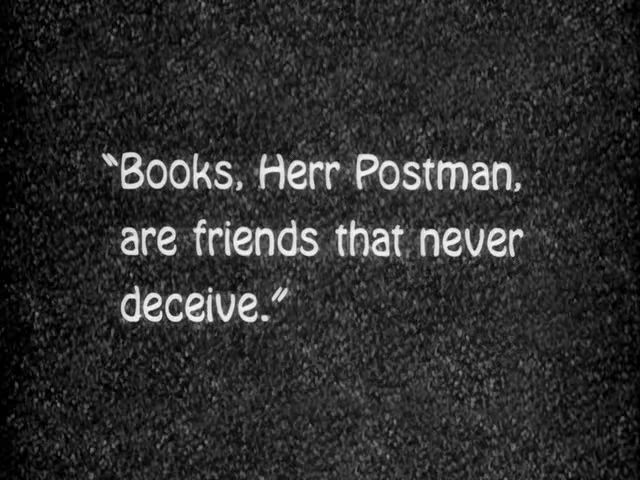 “Books, Herr Postman,
are friends that never
deceive.”